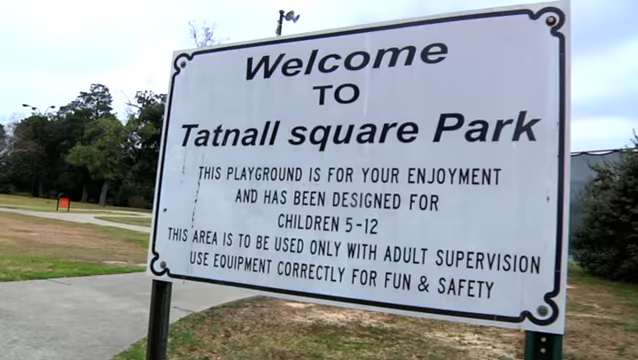 Welcome
TO
Tatnall square Park
THIS PLAYGROUND IS FOR YOUR ENJOYMENT
AND HAS BEEN DESIGNED FOR
CHILDREN 5-12
THIS AREA IS TO BE USED ONLY WITH ADULT SUPERVISION
USE EQUIPMENT CORRECTLY FOR FUN & SAFETY